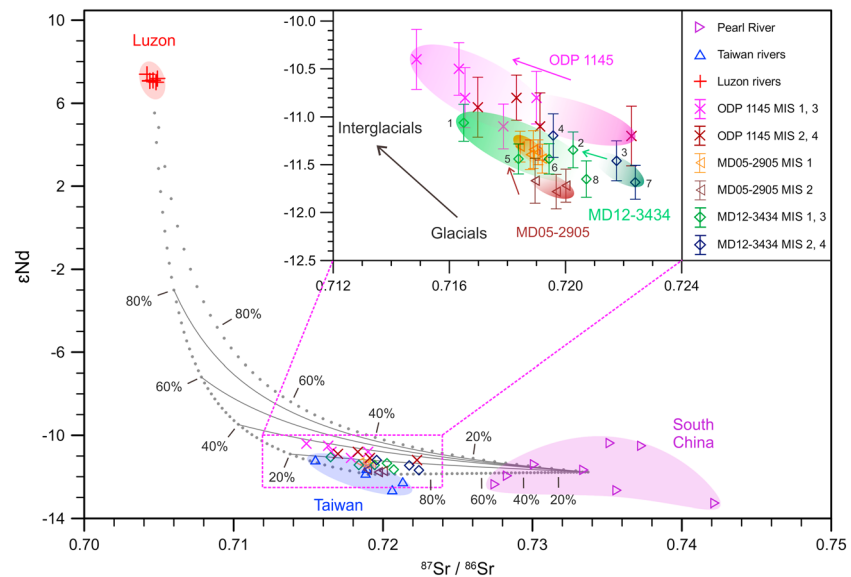 Luzon
ODP 1145
Interglacials
Glacials
MD12-3434
MD05-2905
1
2
3
4
5
6
7
8
-10.0
-10.5
-11.0
-11.5
-12.0
-12.5
0.712
0.716
0.720
0.724
Pearl River
Taiwan rivers
Luzon rivers
ODP 1145 MIS 1, 3
ODP 1145 MIS 2, 4
MD05-2905 MIS 1
MD05-2905 MIS 2
MD12-3434 MIS 1, 3
MD12-3434 MIS 2, 4
10
6
2
-2
-6
-10
-14
εNd
80%
80%
60%
60%
40%
40%
20%
20%
80%
60%
40%
20%
South
China
Taiwan
0.70
0.71
0.72
0.73
0.74
0.75
⁸⁷Sr / ⁸⁶Sr